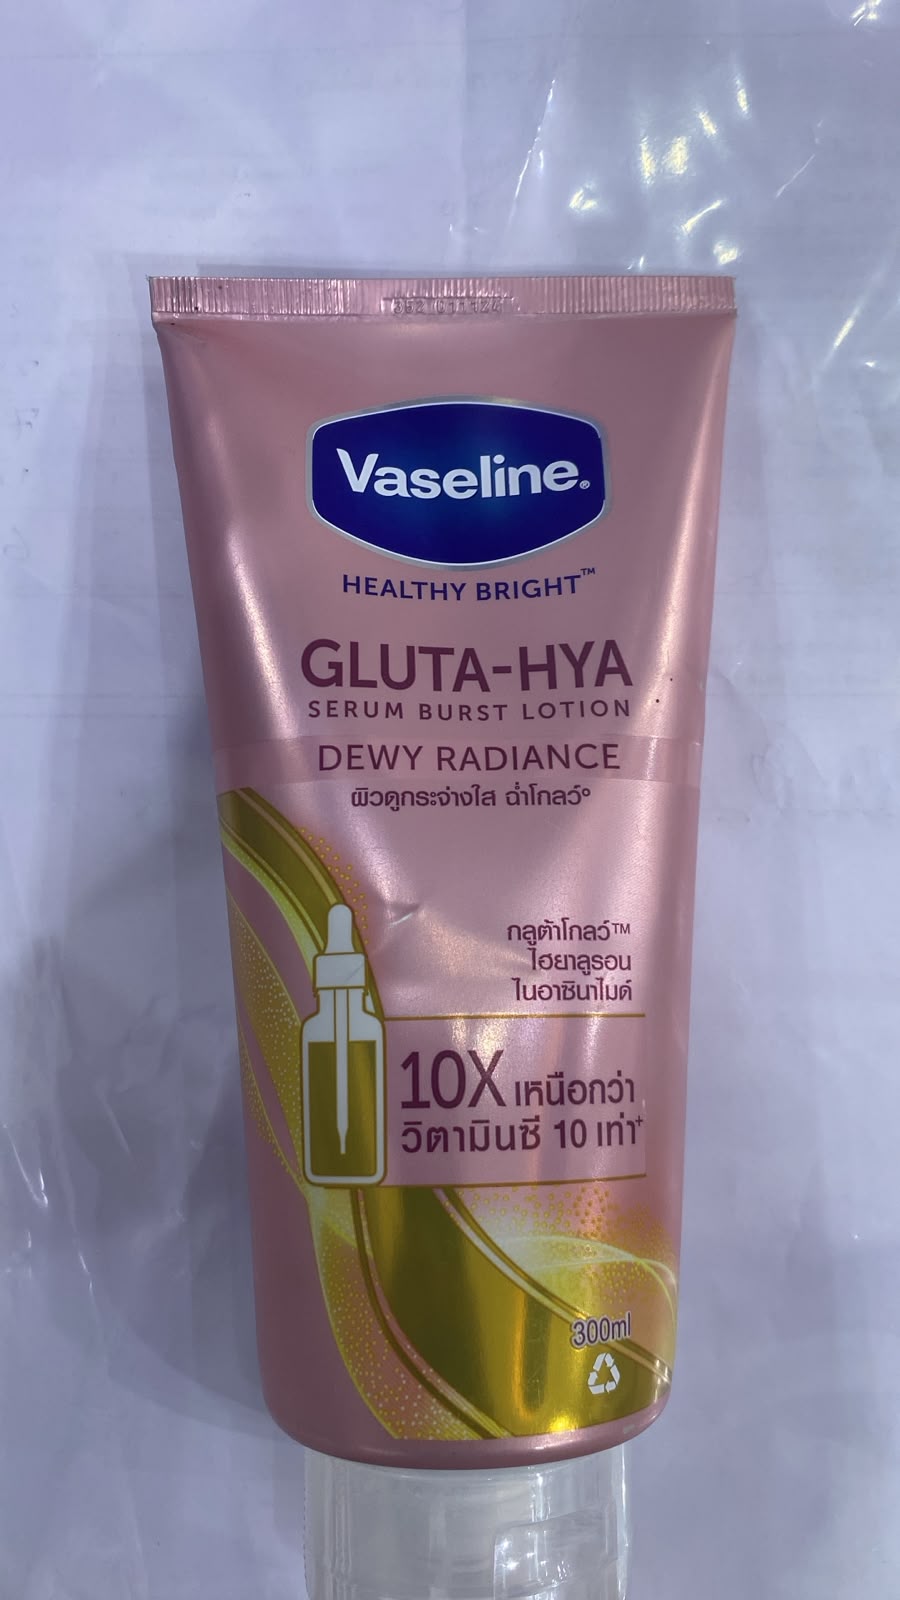 Vaseline®
HEALTHY BRIGHT™
GLUTA-HYA
SERUM BURST LOTION
DEWY RADIANCE
ผิวดูกระจ่างใส ฉ่ำโกลว์°
กลูต้าโกลว์™
ไฮยาลูรอน
ไนอาซินาไมด์
10X เหนือกว่า
วิตามินซี 10 เท่า⁺
300ml